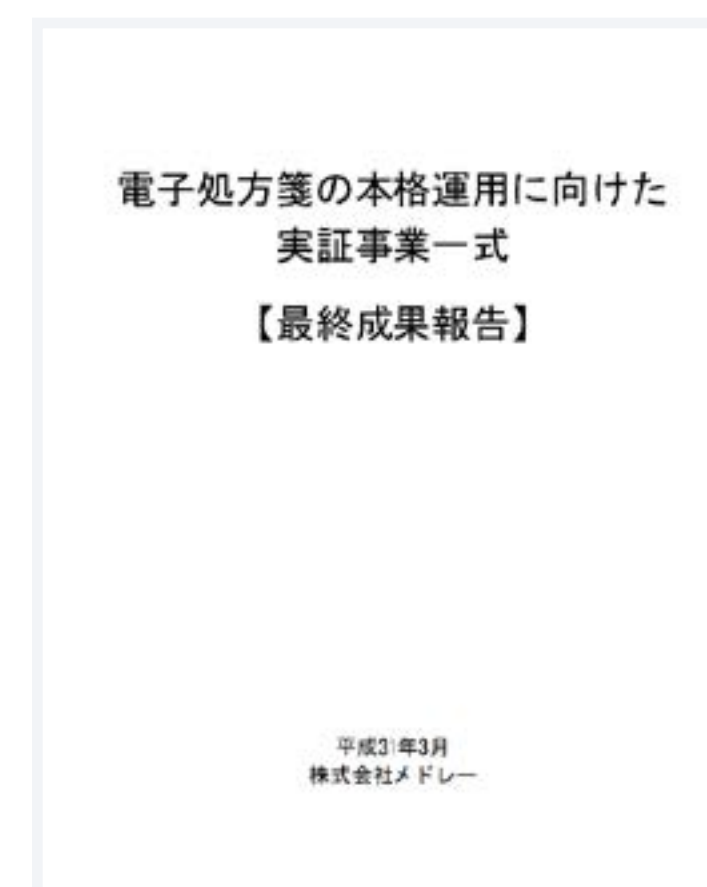 電子処方箋の本格運用に向けた
実証事業一式
【最終成果報告】
平成31年3月
株式会社メドレー